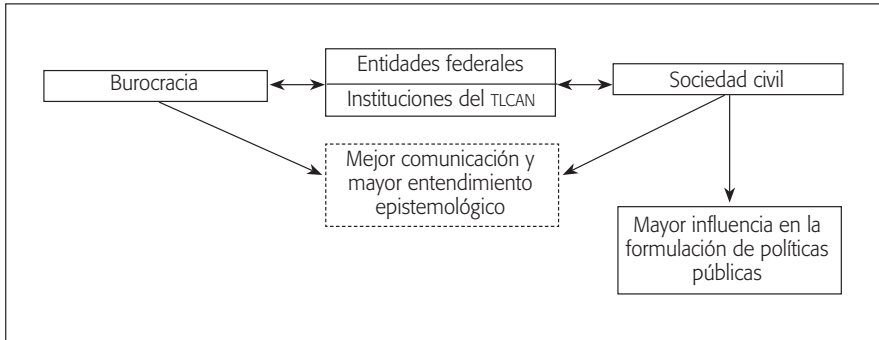 Burocracia
Entidades federales
Instituciones del TLCAN
Sociedad civil
Mejor comunicación y
mayor entendimiento
epistemológico
Mayor influencia en la
formulación de políticas
públicas